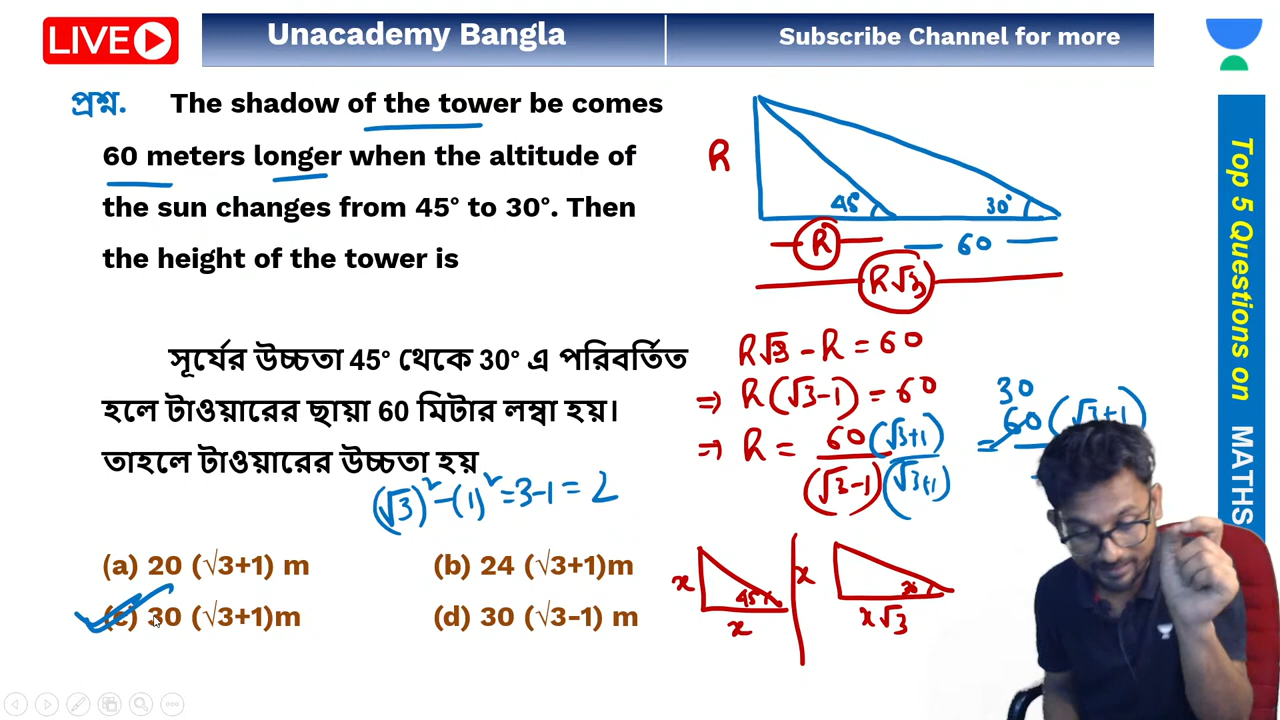 LIVE
Unacademy Bangla
Subscribe Channel for more
প্রশ্ন. The shadow of the tower be comes
60 meters longer when the altitude of
the sun changes from 45° to 30°. Then
the height of the tower is
সূর্যের উচ্চতা 45° থেকে 30° এ পরিবর্তিত
হলে টাওয়ারের ছায়া 60 মিটার লম্বা হয়।
তাহলে টাওয়ারের উচ্চতা হয়
(√3)² - (1)² = 3-1 = 2
(a) 20 (√3+1) m
(b) 24 (√3+1)m
(c) 30 (√3+1)m
(d) 30 (√3-1) m
R
45°
30°
R
60
R√3
R√3 - R = 60
⇒ R(√3-1) = 60
⇒ R = 60 (√3+1) / (√3-1) (√3+1)
30
= 60 (√3+1)
x
45
x
x
30
x√3
Top 5 Questions on MATHS